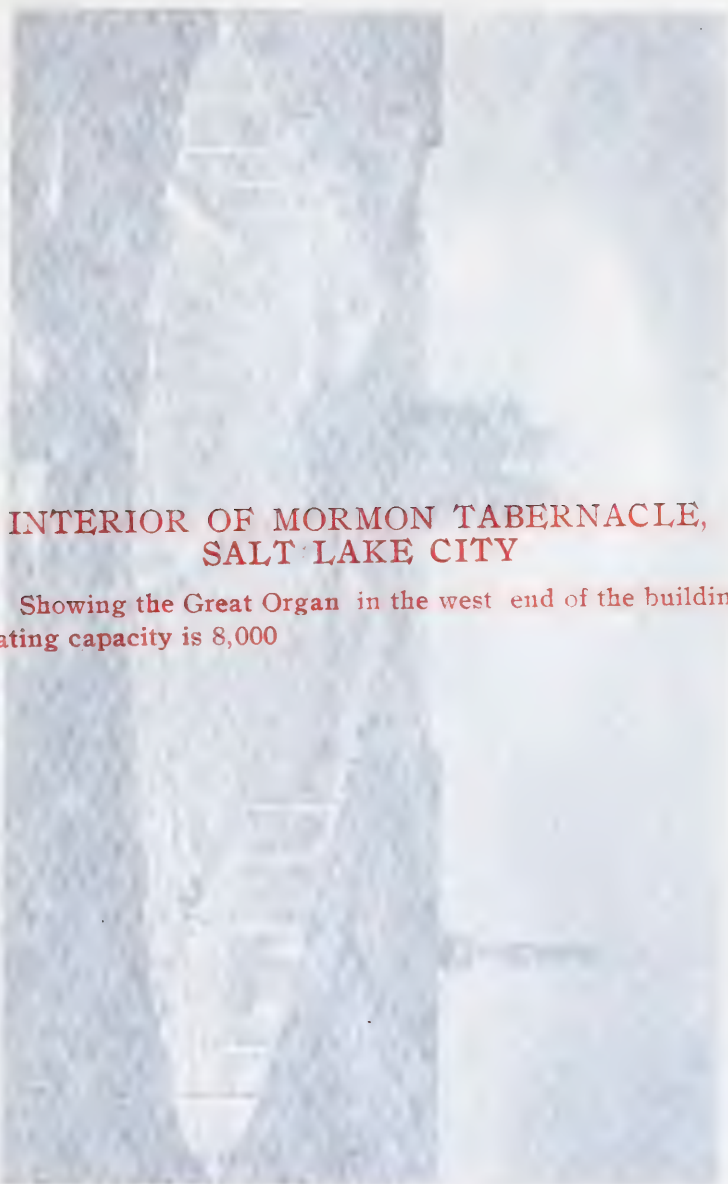 INTERIOR OF MORMON TABERNACLE,
SALT LAKE CITY
Showing the Great Organ in the west end of the buildin
ating capacity is 8,000